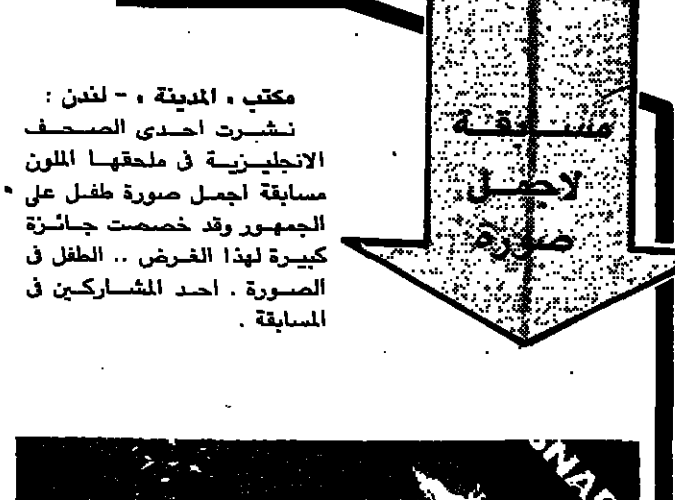 مسابقة
لاجمل
صورة
مكتب « المدينة » - لندن :
نشرت احدى الصحف
الانجليزية في ملحقها الملون
مسابقة اجمل صورة طفل على
الجمهور وقد خصصت جائزة
كبيرة لهذا الغرض .. الطفل في
الصورة . احد المشاركين في
المسابقة .
SNAP